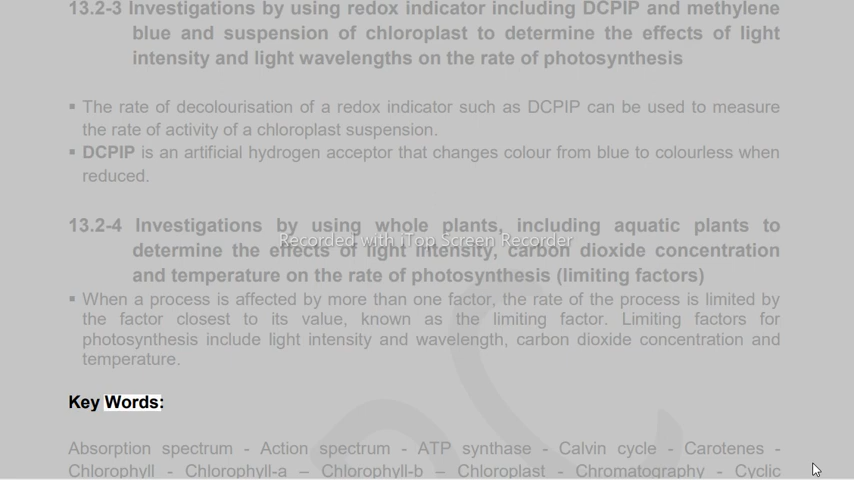 13.2-3 Investigations by using redox indicator including DCPIP and methylene
blue and suspension of chloroplast to determine the effects of light
intensity and light wavelengths on the rate of photosynthesis
▪ The rate of decolourisation of a redox indicator such as DCPIP can be used to measure
the rate of activity of a chloroplast suspension.
▪ DCPIP is an artificial hydrogen acceptor that changes colour from blue to colourless when
reduced.
13.2-4 Investigations by using whole plants, including aquatic plants to
Recorded with iTop Screen Recorder
determine the effects of light intensity, carbon dioxide concentration
and temperature on the rate of photosynthesis (limiting factors)
▪ When a process is affected by more than one factor, the rate of the process is limited by
the factor closest to its value, known as the limiting factor. Limiting factors for
photosynthesis include light intensity and wavelength, carbon dioxide concentration and
temperature.
Key Words:
Absorption spectrum - Action spectrum - ATP synthase - Calvin cycle - Carotenes -
Chlorophyll - Chlorophyll-a – Chlorophyll-b – Chloroplast - Chromatography - Cyclic